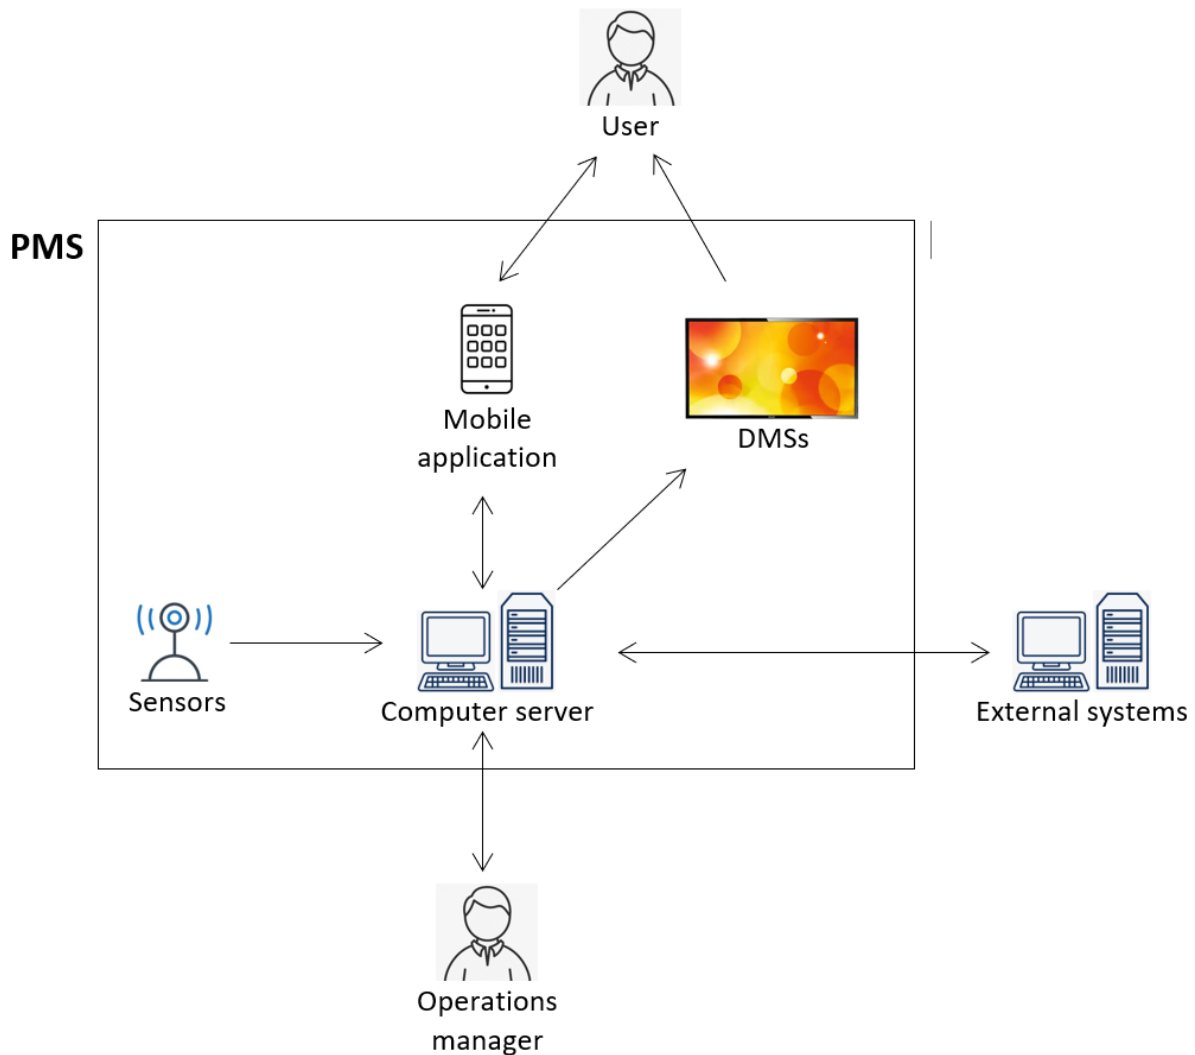 User
PMS
Mobile
application
DMSs
Sensors
Computer server
External systems
Operations
manager